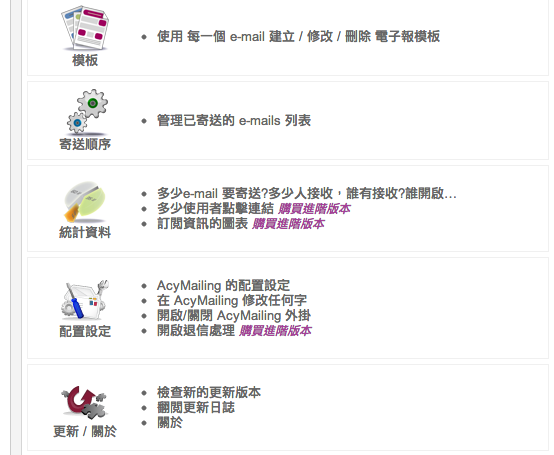 使用 每一個 e-mail 建立 / 修改 / 刪除 電子報模板
模板
管理已寄送的 e-mails 列表
寄送順序
多少e-mail 要寄送?多少人接收，誰有接收?誰開啟...
多少使用者點擊連結 購買進階版本
訂閱資訊的圖表 購買進階版本
統計資料
AcyMailing 的配置設定
在 AcyMailing 修改任何字
開啟/關閉 AcyMailing 外掛
開啟退信處理 購買進階版本
配置設定
檢查新的更新版本
翻閱更新日誌
關於
更新 / 關於